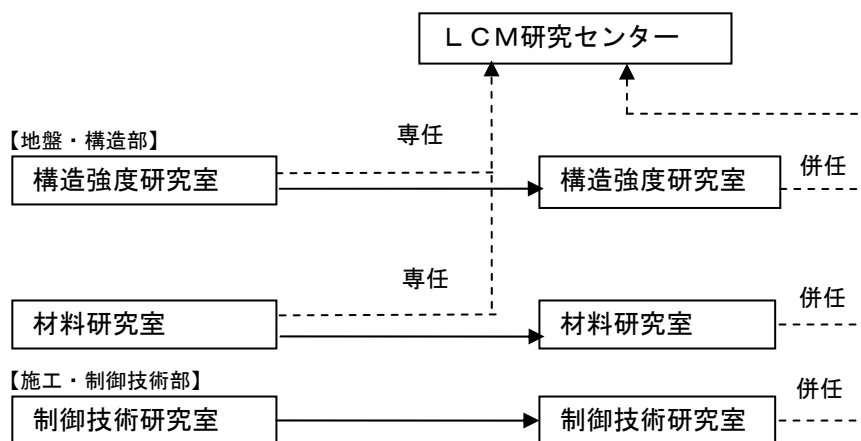 ＬＣＭ研究センター
【地盤・構造部】
専任
構造強度研究室
構造強度研究室
併任
専任
材料研究室
材料研究室
併任
【施工・制御技術部】
制御技術研究室
制御技術研究室
併任